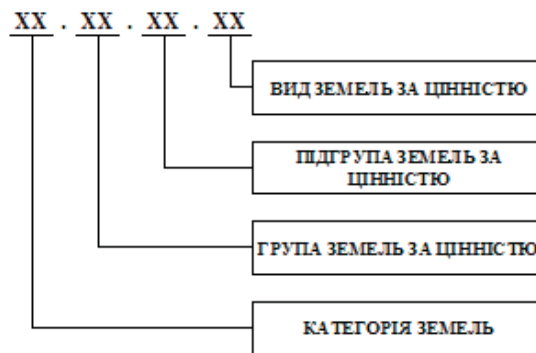 XX . XX . XX . XX
ВИД ЗЕМЕЛЬ ЗА ЦІННІСТЮ
ПІДГРУПА ЗЕМЕЛЬ ЗА
ЦІННІСТЮ
ГРУПА ЗЕМЕЛЬ ЗА ЦІННІСТЮ
КАТЕГОРІЯ ЗЕМЕЛЬ